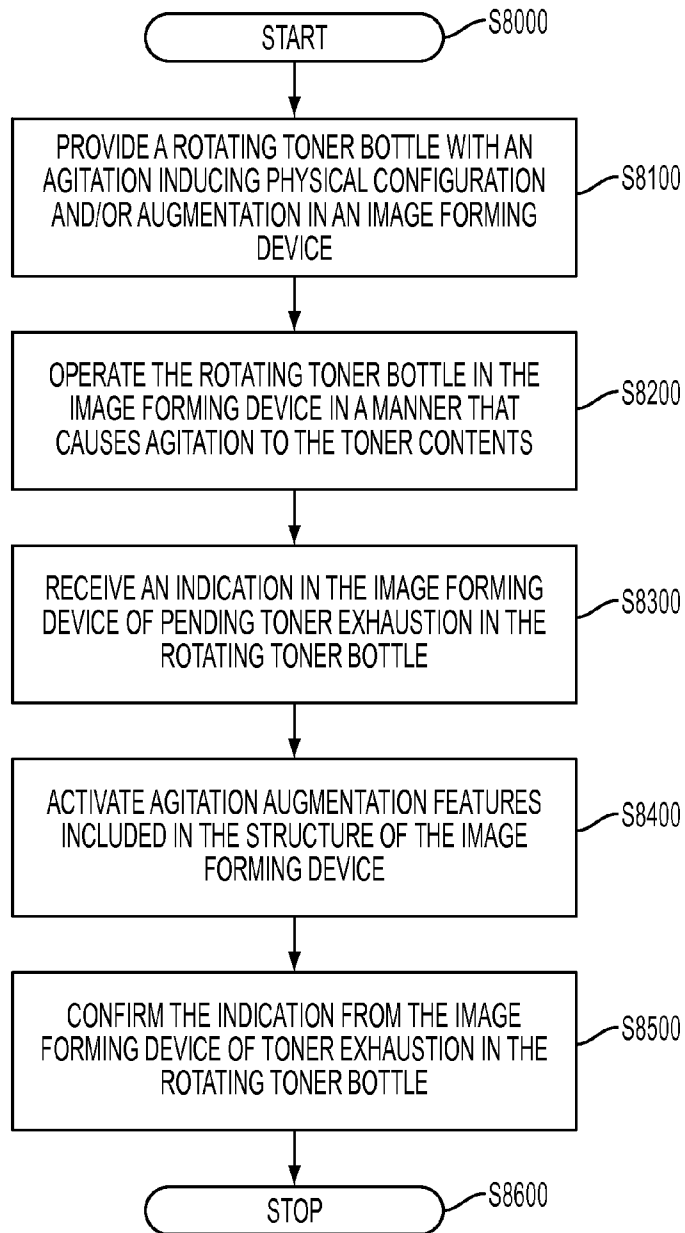 START
S8000
PROVIDE A ROTATING TONER BOTTLE WITH AN
AGITATION INDUCING PHYSICAL CONFIGURATION
AND/OR AUGMENTATION IN AN IMAGE FORMING
DEVICE
S8100
OPERATE THE ROTATING TONER BOTTLE IN THE
IMAGE FORMING DEVICE IN A MANNER THAT
CAUSES AGITATION TO THE TONER CONTENTS
S8200
RECEIVE AN INDICATION IN THE IMAGE FORMING
DEVICE OF PENDING TONER EXHAUSTION IN THE
ROTATING TONER BOTTLE
S8300
ACTIVATE AGITATION AUGMENTATION FEATURES
INCLUDED IN THE STRUCTURE OF THE IMAGE
FORMING DEVICE
S8400
CONFIRM THE INDICATION FROM THE IMAGE
FORMING DEVICE OF TONER EXHAUSTION IN THE
ROTATING TONER BOTTLE
S8500
STOP
S8600